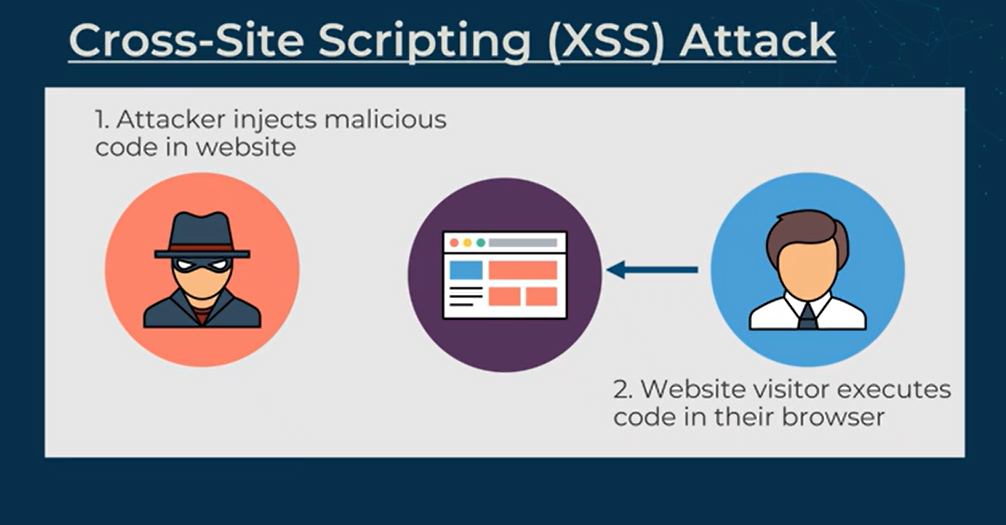 Cross-Site Scripting (XSS) Attack
1. Attacker injects malicious
code in website
2. Website visitor executes
code in their browser